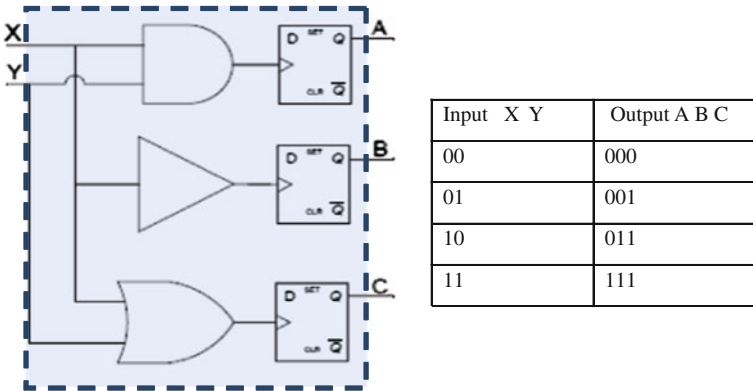 X
Y
D SET Q
CLR Q
A
D SET Q
CLR Q
B
D SET Q
CLR Q
C
Input X Y Output A B C
00 000
01 001
10 011
11 111